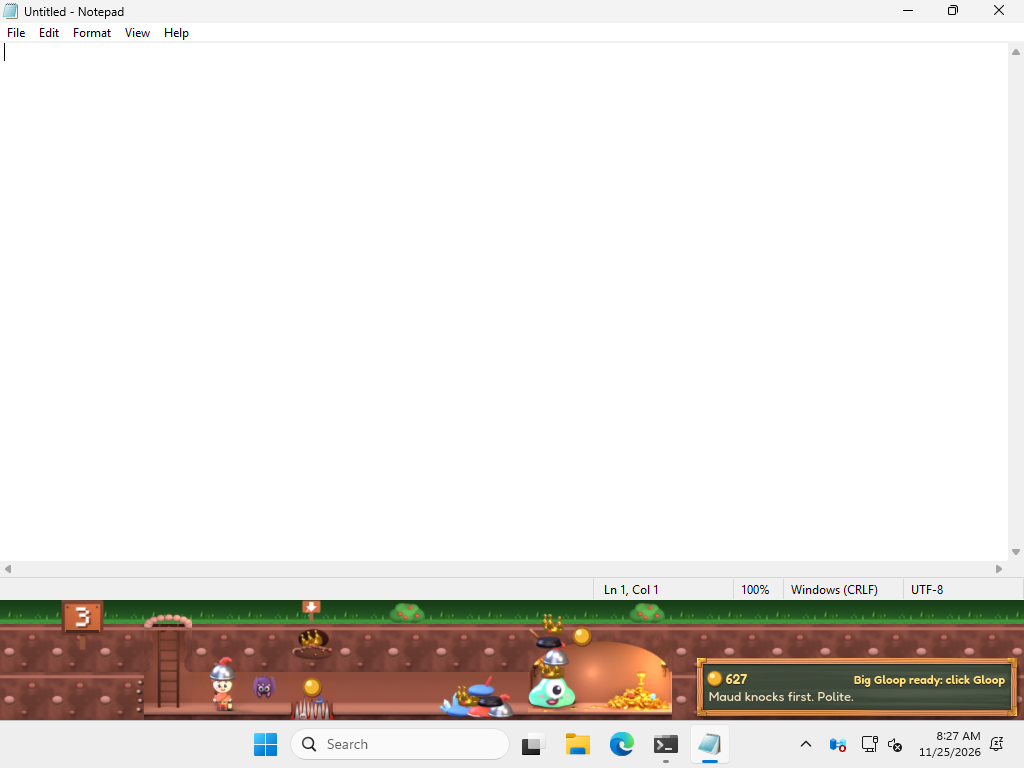 Untitled - Notepad
File Edit Format View Help
Ln 1, Col 1 100% Windows (CRLF) UTF-8
3
627 Big Gloop ready: click Gloop
Maud knocks first. Polite.
Search
8:27 AM
11/25/2026